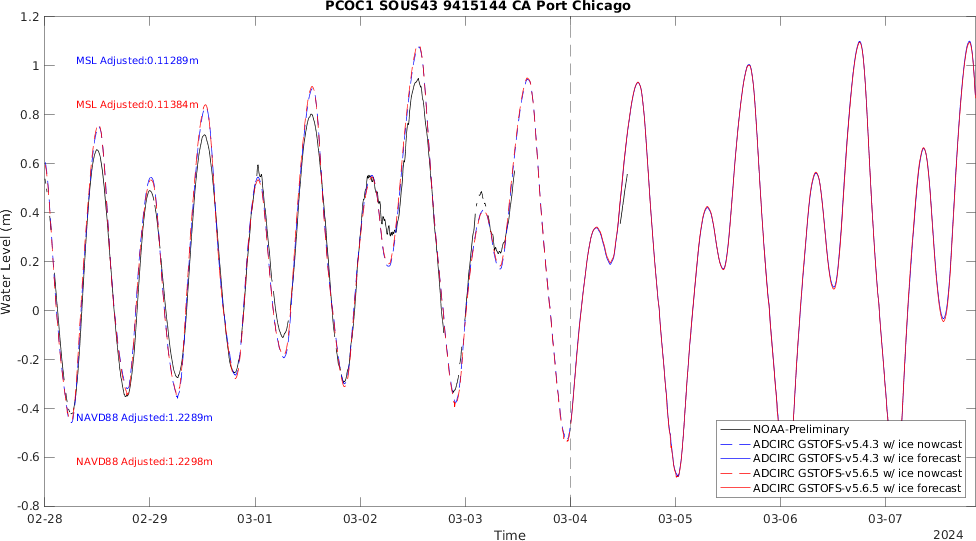 PCOC1 SOUS43 9415144 CA Port Chicago
1.2
1
0.8
0.6
0.4
0.2
0
-0.2
-0.4
-0.6
-0.8
Water Level (m)
MSL Adjusted:0.11289m
MSL Adjusted:0.11384m
NAVD88 Adjusted:1.2289m
NAVD88 Adjusted:1.2298m
NOAA-Preliminary
ADCIRC GSTOFS-v5.4.3 w/ ice nowcast
ADCIRC GSTOFS-v5.4.3 w/ ice forecast
ADCIRC GSTOFS-v5.6.5 w/ ice nowcast
ADCIRC GSTOFS-v5.6.5 w/ ice forecast
02-28 02-29 03-01 03-02 03-03 03-04 03-05 03-06 03-07
Time
2024